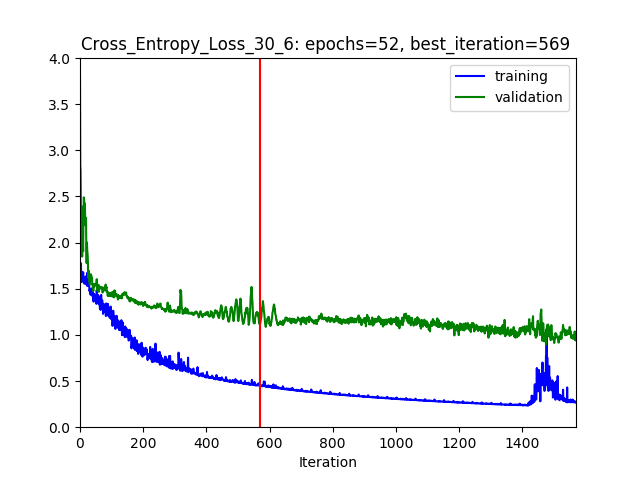 Cross_Entropy_Loss_30_6: epochs=52, best_iteration=569
training
validation
4.0
3.5
3.0
2.5
2.0
1.5
1.0
0.5
0.0
0 200 400 600 800 1000 1200 1400
Iteration